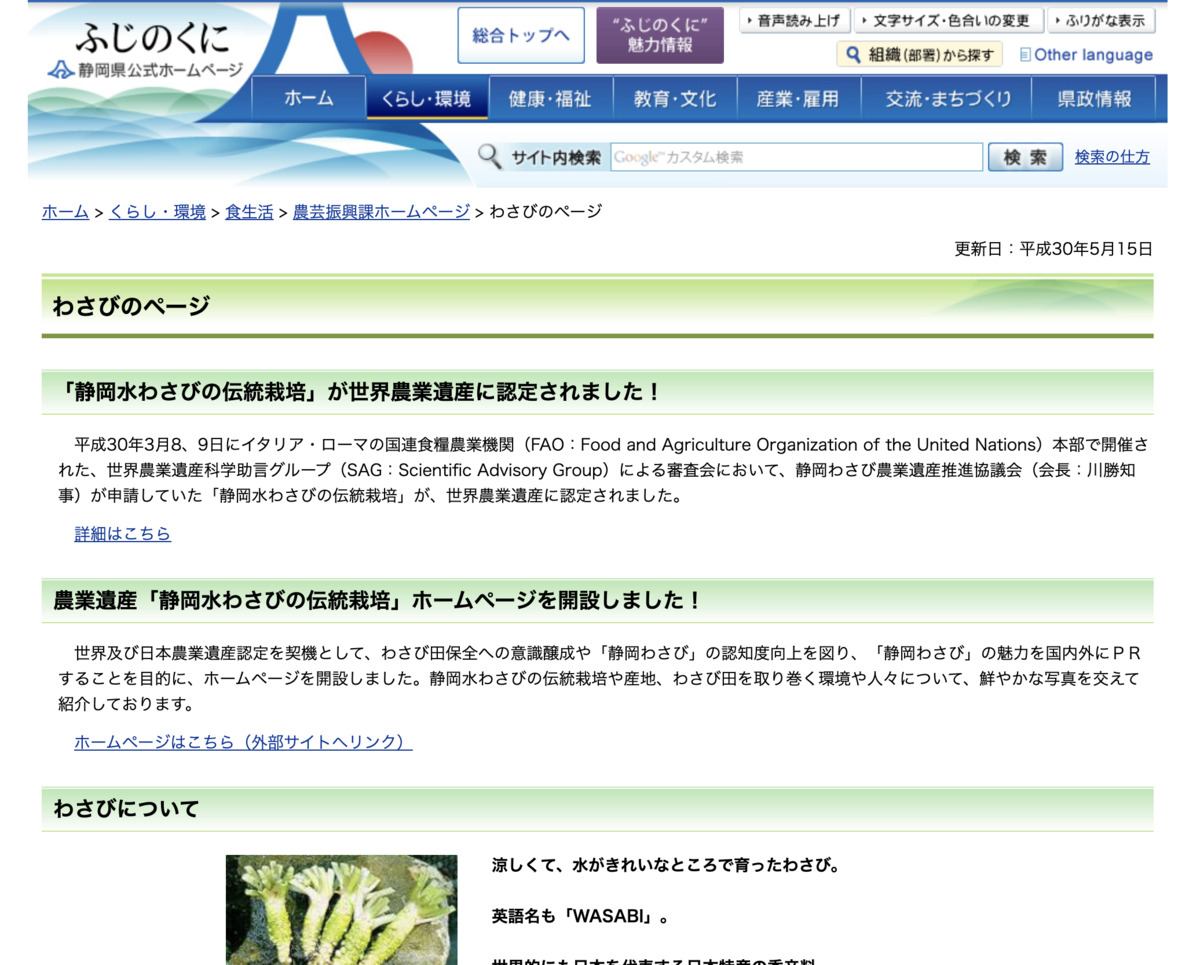 ふじのくに
静岡県公式ホームページ
総合トップへ
“ふじのくに”
魅力情報
音声読み上げ
文字サイズ・色合いの変更
ふりがな表示
組織(部署)から探す
Other language
ホーム
くらし・環境
健康・福祉
教育・文化
産業・雇用
交流・まちづくり
県政情報
サイト内検索
Google™カスタム検索
検 索
検索の仕方
ホーム > くらし・環境 > 食生活 > 農芸振興課ホームページ > わさびのページ
更新日：平成30年5月15日
わさびのページ
「静岡水わさびの伝統栽培」が世界農業遺産に認定されました！
平成30年3月8、9日にイタリア・ローマの国連食糧農業機関（FAO：Food and Agriculture Organization of the United Nations）本部で開催さ
れた、世界農業遺産科学助言グループ（SAG：Scientific Advisory Group）による審査会において、静岡わさび農業遺産推進協議会（会長：川勝知
事）が申請していた「静岡水わさびの伝統栽培」が、世界農業遺産に認定されました。
詳細はこちら
農業遺産「静岡水わさびの伝統栽培」ホームページを開設しました！
世界及び日本農業遺産認定を契機として、わさび田保全への意識醸成や「静岡わさび」の認知度向上を図り、「静岡わさび」の魅力を国内外にＰＲ
することを目的に、ホームページを開設しました。静岡水わさびの伝統栽培や産地、わさび田を取り巻く環境や人々について、鮮やかな写真を交えて
紹介しております。
ホームページはこちら（外部サイトへリンク）
わさびについて
涼しくて、水がきれいなところで育ったわさび。
英語名も「WASABI」。
世界的にも日本を代表する日本特産の香辛料